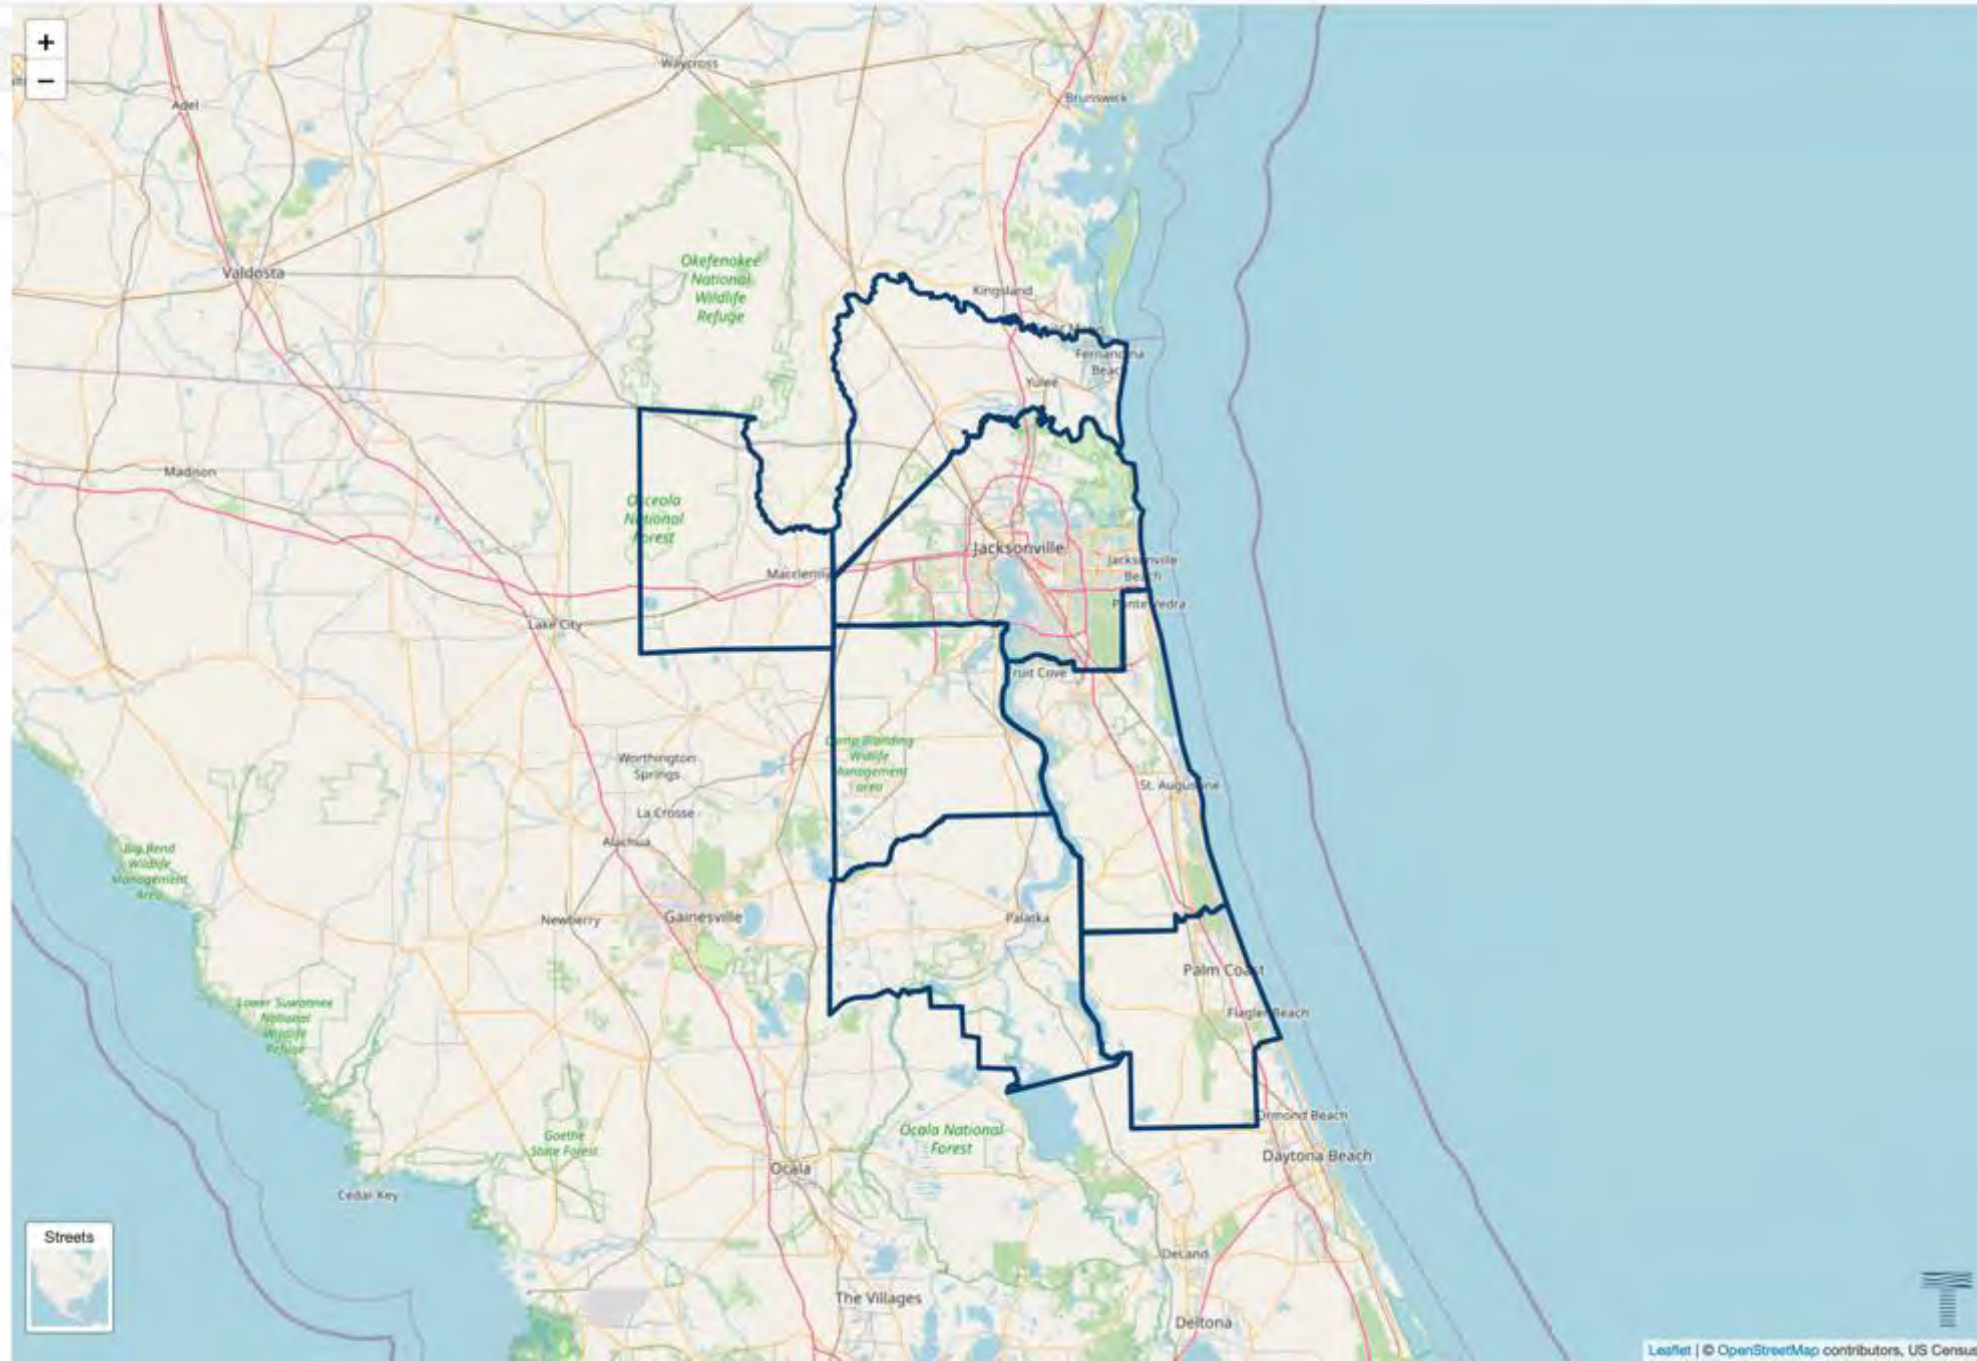 +
−
Waycross
Adel
Brunswick
Okefenokee
National
Wildlife
Refuge
Valdosta
Kingsland
Fernandina
Beach
Yulee
Madison
Osceola
National
Forest
Jacksonville
Jacksonville
Beach
Macclenny
Ponte Vedra
Lake City
Fruit Cove
Camp Blanding
Wildlife
Management
area
Worthington
Springs
St. Augustine
La Crosse
Alachua
Big Bend
Wildlife
Management
Area
Newberry
Gainesville
Palatka
Palm Coast
Lower Suwannee
National
Wildlife
Refuge
Flagler Beach
Ormond Beach
Ocala National
Forest
Goethe
State Forest
Daytona Beach
Ocala
Cedar Key
Streets
DeLand
The Villages
Deltona
Leaflet | © OpenStreetMap contributors, US Census